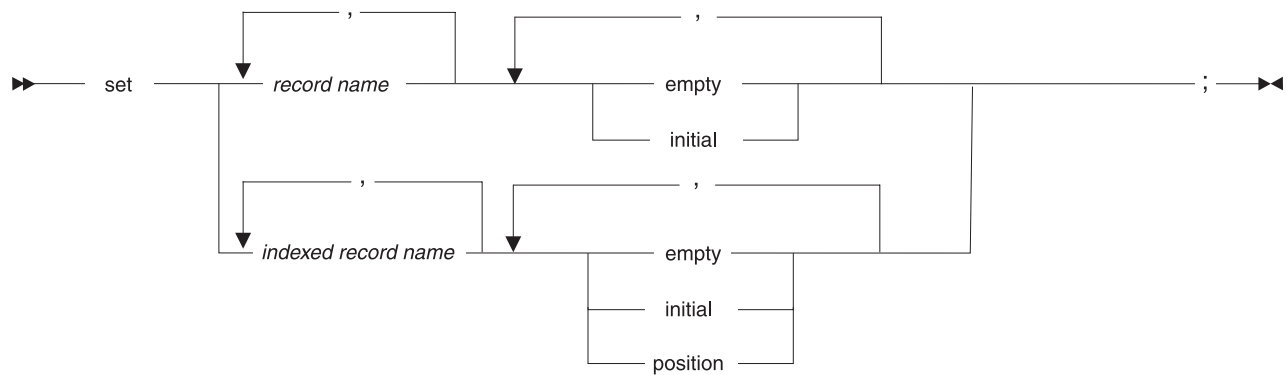 , ,
set record name empty ;
initial
, ,
indexed record name empty
initial
position